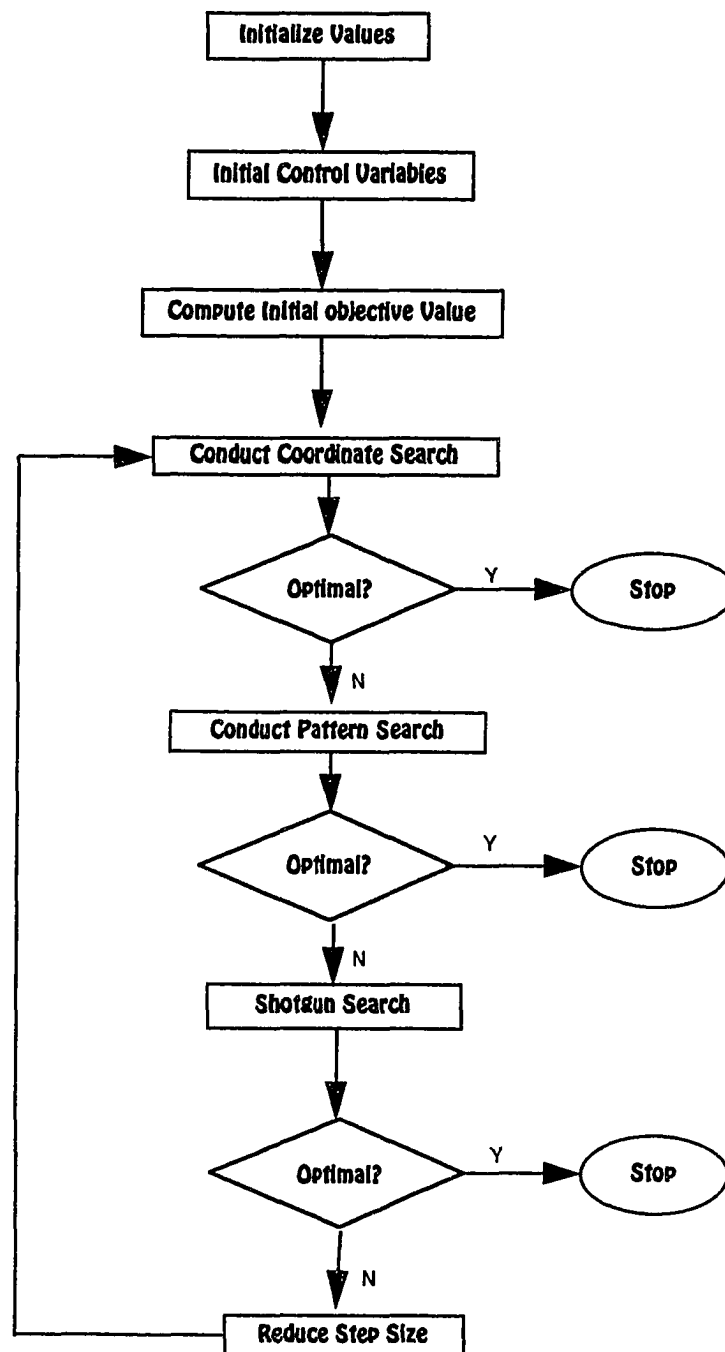 Initialize Values
Initial Control Variables
Compute Initial objective Value
Conduct Coordinate Search
Optimal?
Y
Stop
N
Conduct Pattern Search
Optimal?
Y
Stop
N
Shotgun Search
Optimal?
Y
Stop
N
Reduce Step Size